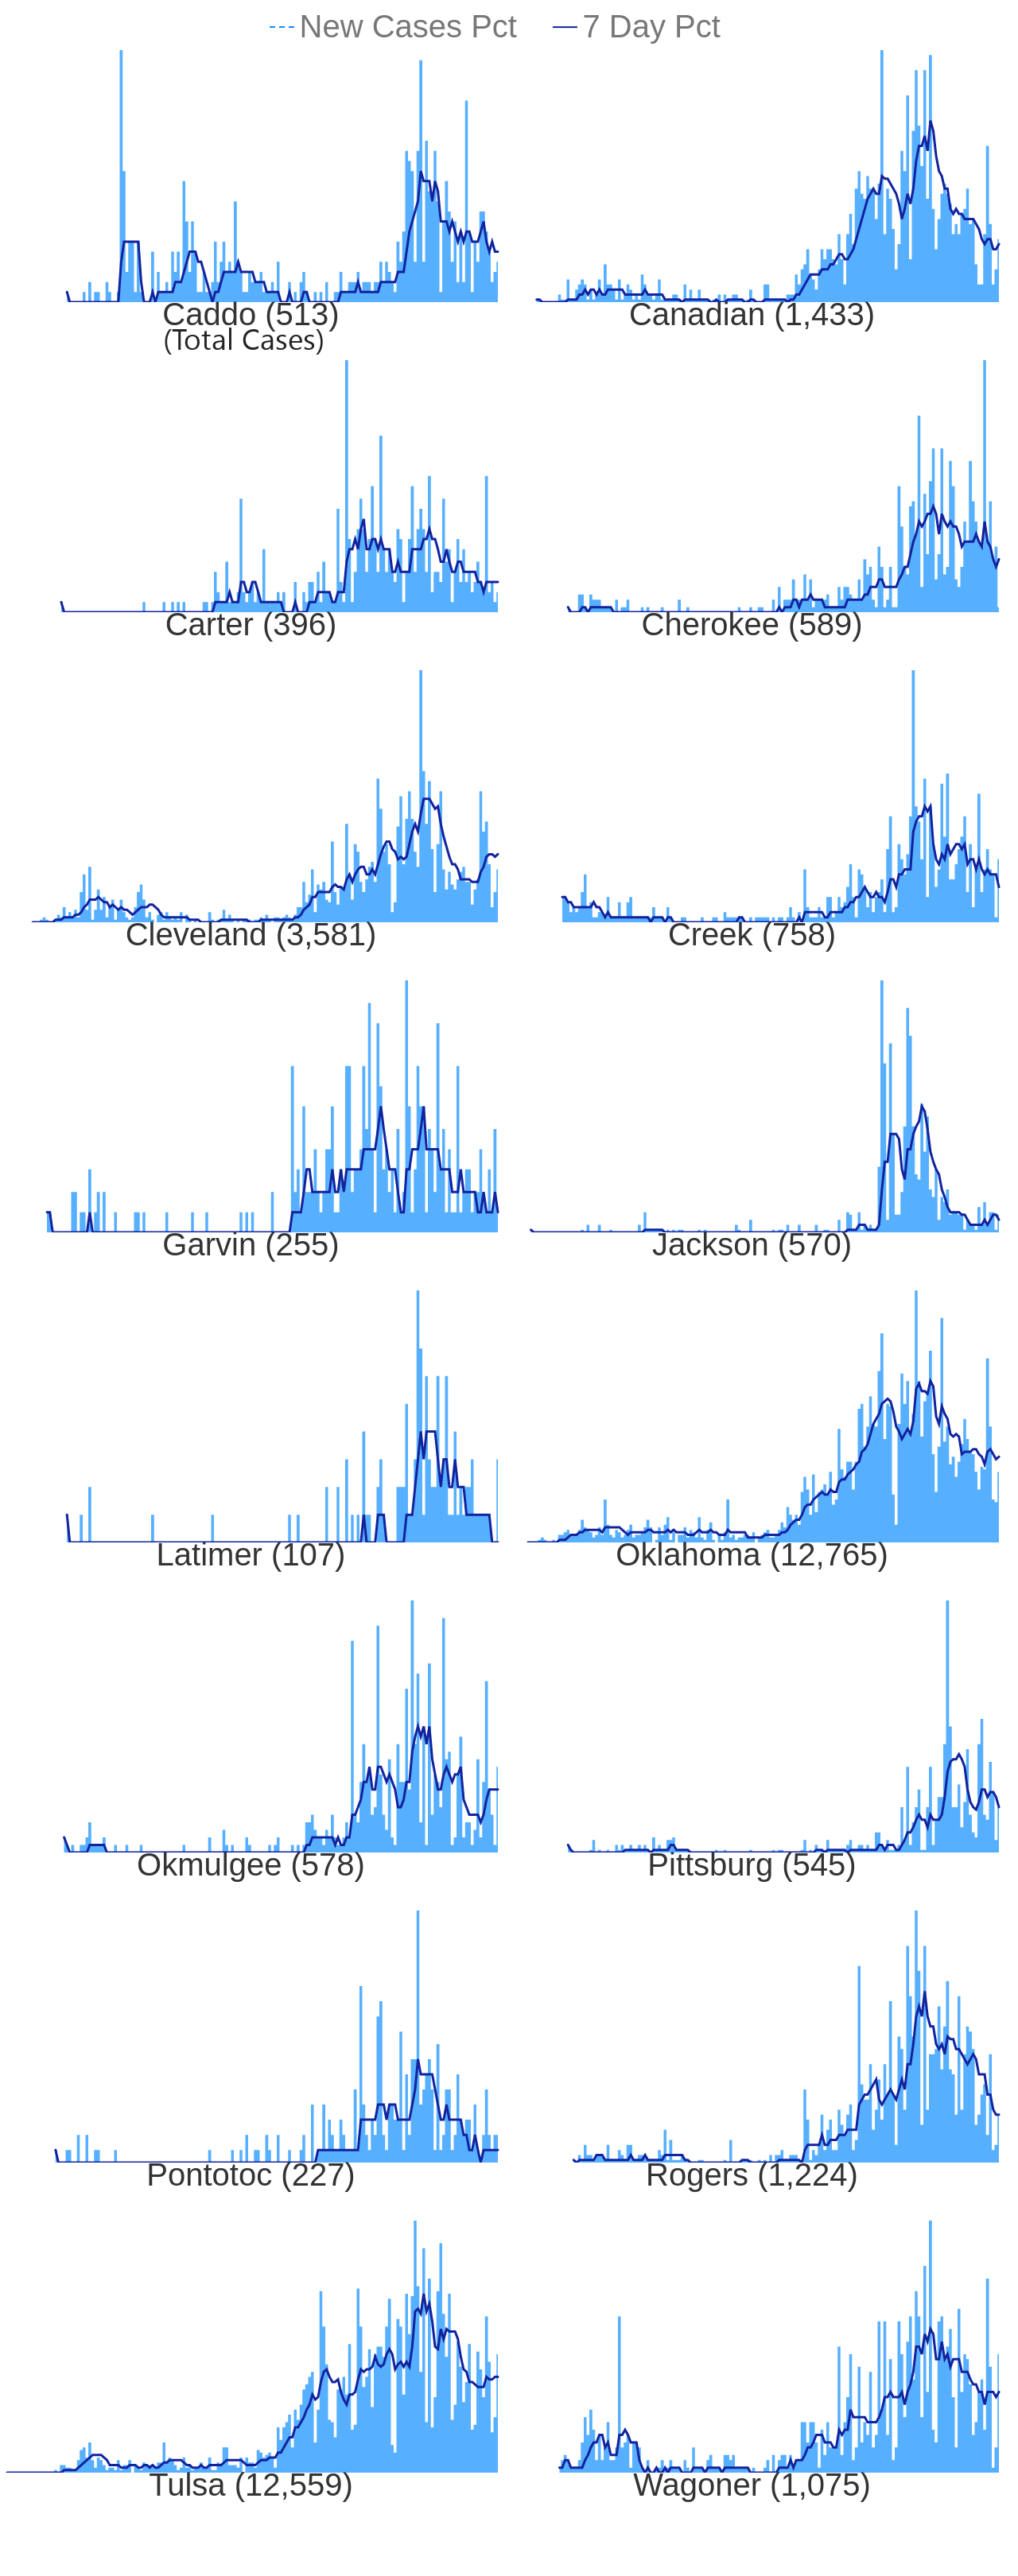 New Cases Pct 7 Day Pct
Caddo (513) Canadian (1,433)
(Total Cases)
Carter (396) Cherokee (589)
Cleveland (3,581) Creek (758)
Garvin (255) Jackson (570)
Latimer (107) Oklahoma (12,765)
Okmulgee (578) Pittsburg (545)
Pontotoc (227) Rogers (1,224)
Tulsa (12,559) Wagoner (1,075)